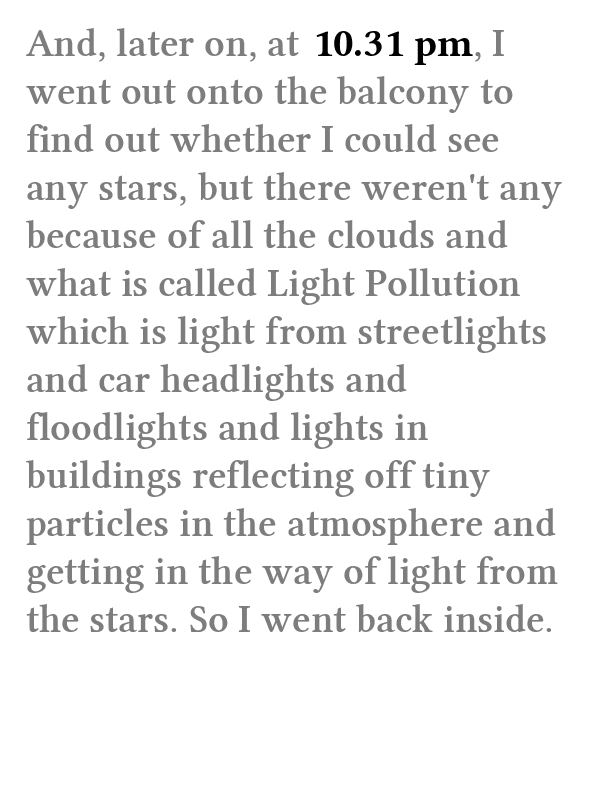 And, later on, at 10.31 pm, I
went out onto the balcony to
find out whether I could see
any stars, but there weren't any
because of all the clouds and
what is called Light Pollution
which is light from streetlights
and car headlights and
floodlights and lights in
buildings reflecting off tiny
particles in the atmosphere and
getting in the way of light from
the stars. So I went back inside.